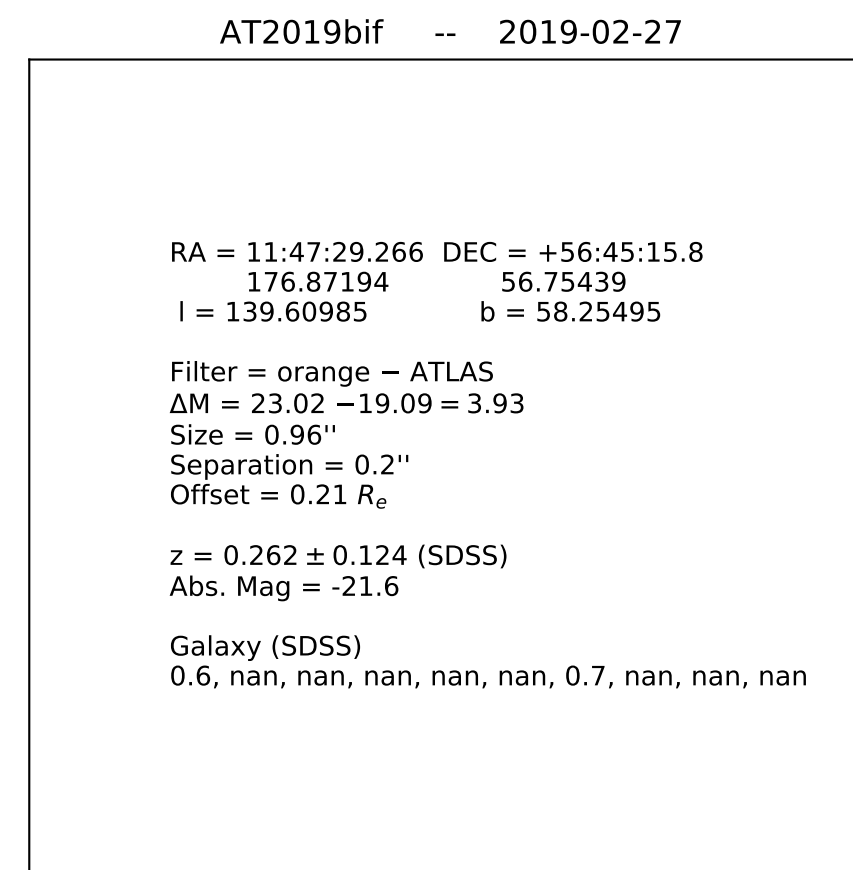 AT2019bif -- 2019-02-27
RA = 11:47:29.266 DEC = +56:45:15.8
176.87194 56.75439
l = 139.60985 b = 58.25495
Filter = orange − ATLAS
ΔM = 23.02 −19.09 = 3.93
Size = 0.96''
Separation = 0.2''
Offset = 0.21 Re
z = 0.262 ± 0.124 (SDSS)
Abs. Mag = -21.6
Galaxy (SDSS)
0.6, nan, nan, nan, nan, nan, 0.7, nan, nan, nan